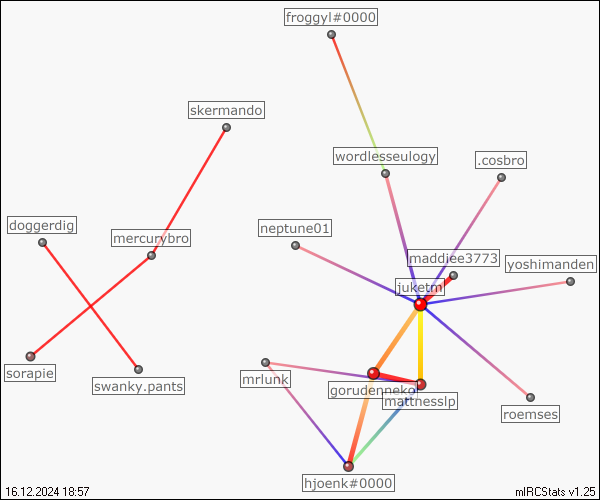 froggyl#0000
skermando
wordlesseulogy
.cosbro
doggerdig
neptune01
mercurybro
maddiee3773
yoshimanden
juketm
sorapie
swanky.pants
mrlunk
gorudenneko
mattnesslp
roemses
hjoenk#0000
16.12.2024 18:57
mIRCStats v1.25